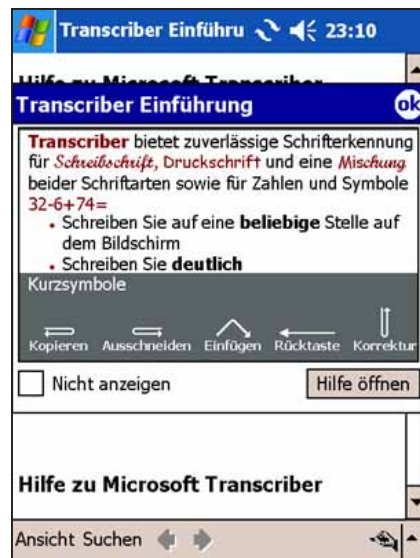 Transcriber Einführu 23:10
Hilfe zu Microsoft Transcriber
Transcriber Einführung ok
Transcriber bietet zuverlässige Schrifterkennung
für Schreibschrift, Druckschrift und eine Mischung
beider Schriftarten sowie für Zahlen und Symbole
32-6+74=
• Schreiben Sie auf eine beliebige Stelle auf
dem Bildschirm
• Schreiben Sie deutlich
Kurzsymbole
Kopieren Ausschneiden Einfügen Rücktaste Korrektur
Nicht anzeigen Hilfe öffnen
Hilfe zu Microsoft Transcriber
Ansicht Suchen